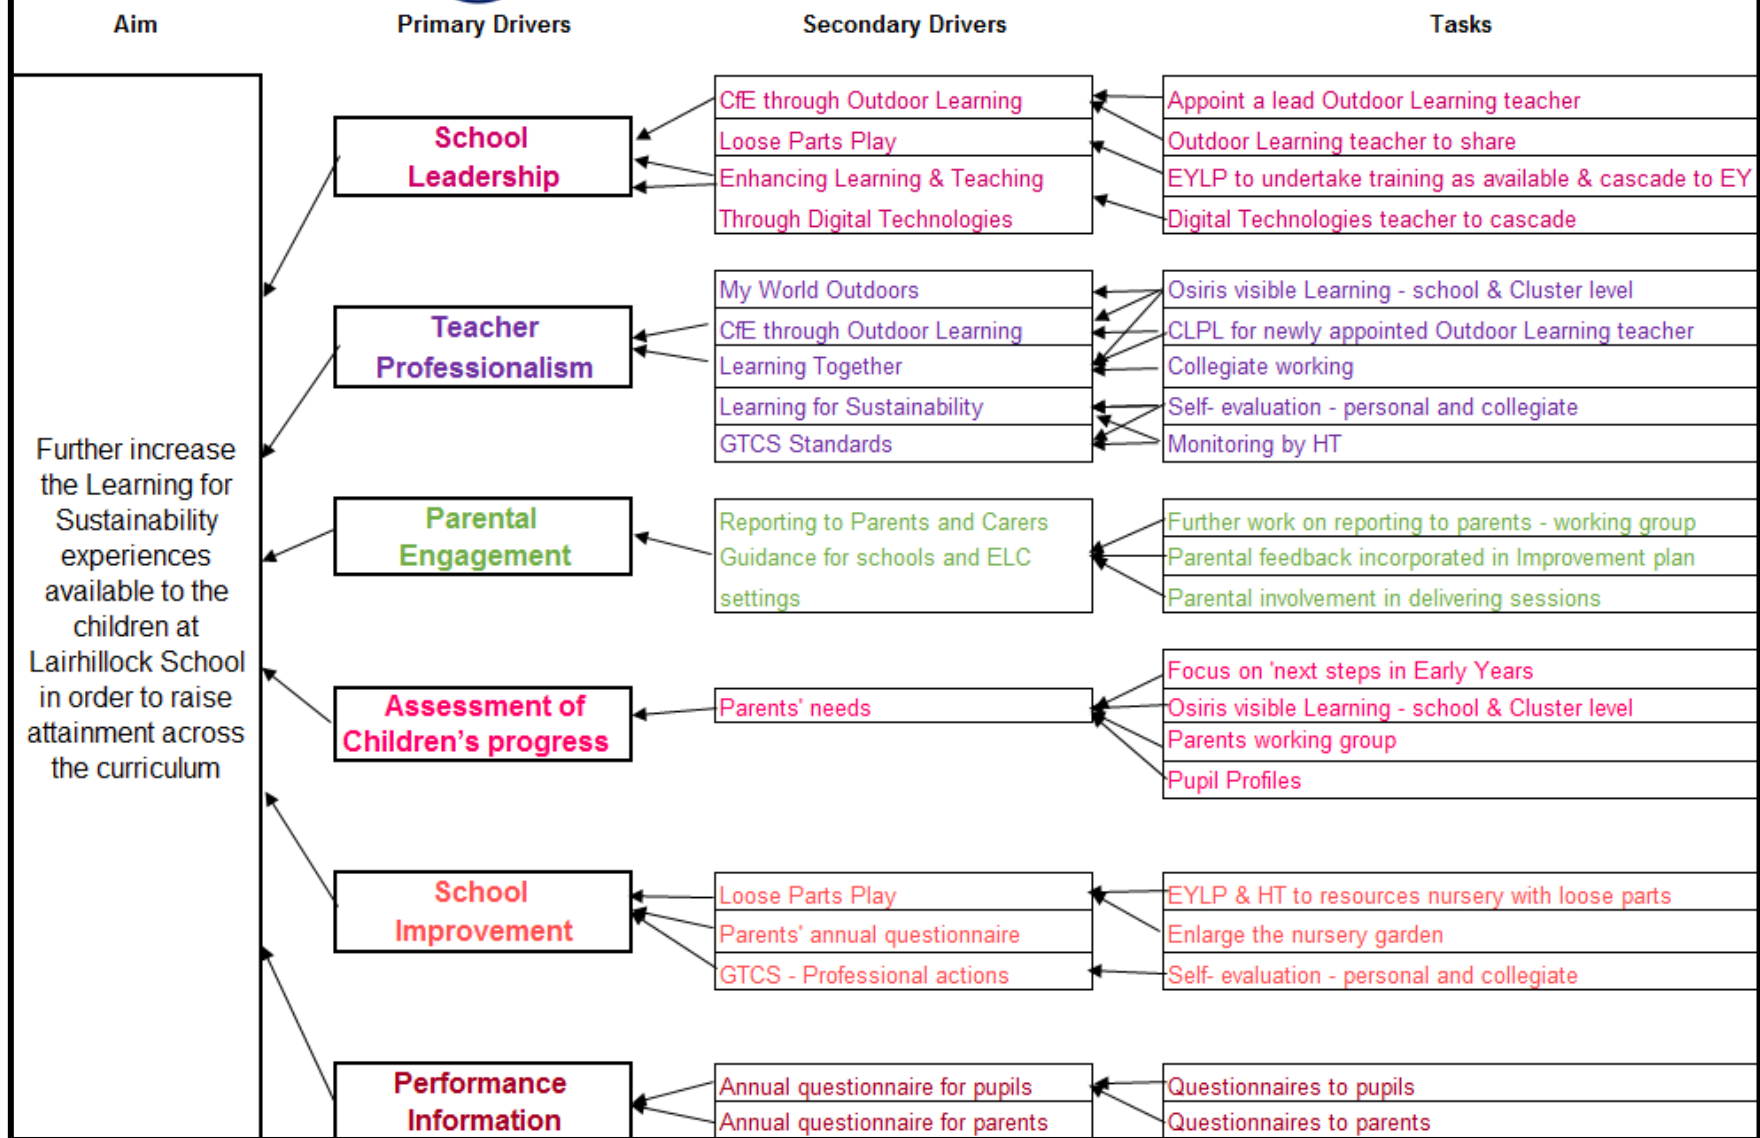 Aim
Primary Drivers
Secondary Drivers
Tasks
Further increase
the Learning for
Sustainability
experiences
available to the
children at
Lairhillock School
in order to raise
attainment across
the curriculum
School
Leadership
CfE through Outdoor Learning
Loose Parts Play
Enhancing Learning & Teaching
Through Digital Technologies
Appoint a lead Outdoor Learning teacher
Outdoor Learning teacher to share
EYLP to undertake training as available & cascade to EY
Digital Technologies teacher to cascade
Teacher
Professionalism
My World Outdoors
CfE through Outdoor Learning
Learning Together
Learning for Sustainability
GTCS Standards
Osiris visible Learning - school & Cluster level
CLPL for newly appointed Outdoor Learning teacher
Collegiate working
Self- evaluation - personal and collegiate
Monitoring by HT
Parental
Engagement
Reporting to Parents and Carers
Guidance for schools and ELC
settings
Further work on reporting to parents - working group
Parental feedback incorporated in Improvement plan
Parental involvement in delivering sessions
Assessment of
Children's progress
Parents' needs
Focus on 'next steps in Early Years
Osiris visible Learning - school & Cluster level
Parents working group
Pupil Profiles
School
Improvement
Loose Parts Play
Parents' annual questionnaire
GTCS - Professional actions
EYLP & HT to resources nursery with loose parts
Enlarge the nursery garden
Self- evaluation - personal and collegiate
Performance
Information
Annual questionnaire for pupils
Annual questionnaire for parents
Questionnaires to pupils
Questionnaires to parents